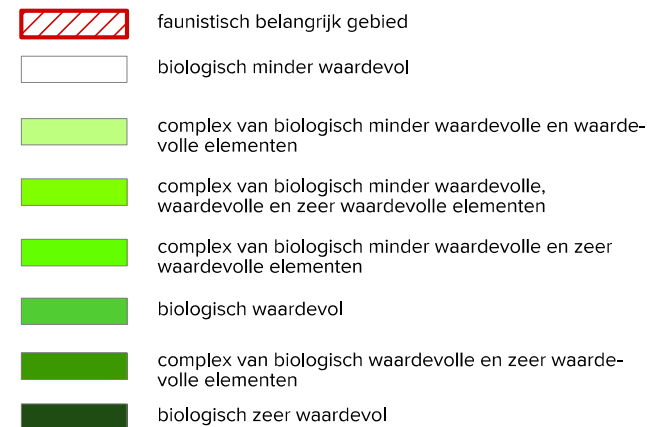 faunistisch belangrijk gebied
biologisch minder waardevol
complex van biologisch minder waardevolle en waarde-
volle elementen
complex van biologisch minder waardevolle,
waardevolle en zeer waardevolle elementen
complex van biologisch minder waardevolle en zeer
waardevolle elementen
biologisch waardevol
complex van biologisch waardevolle en zeer waarde-
volle elementen
biologisch zeer waardevol